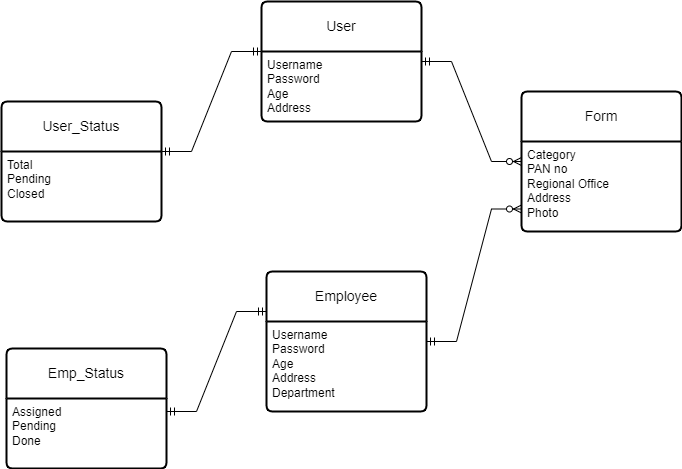 User
Username
Password
Age
Address
User_Status
Total
Pending
Closed
Form
Category
PAN no
Regional Office
Address
Photo
Employee
Username
Password
Age
Address
Department
Emp_Status
Assigned
Pending
Done